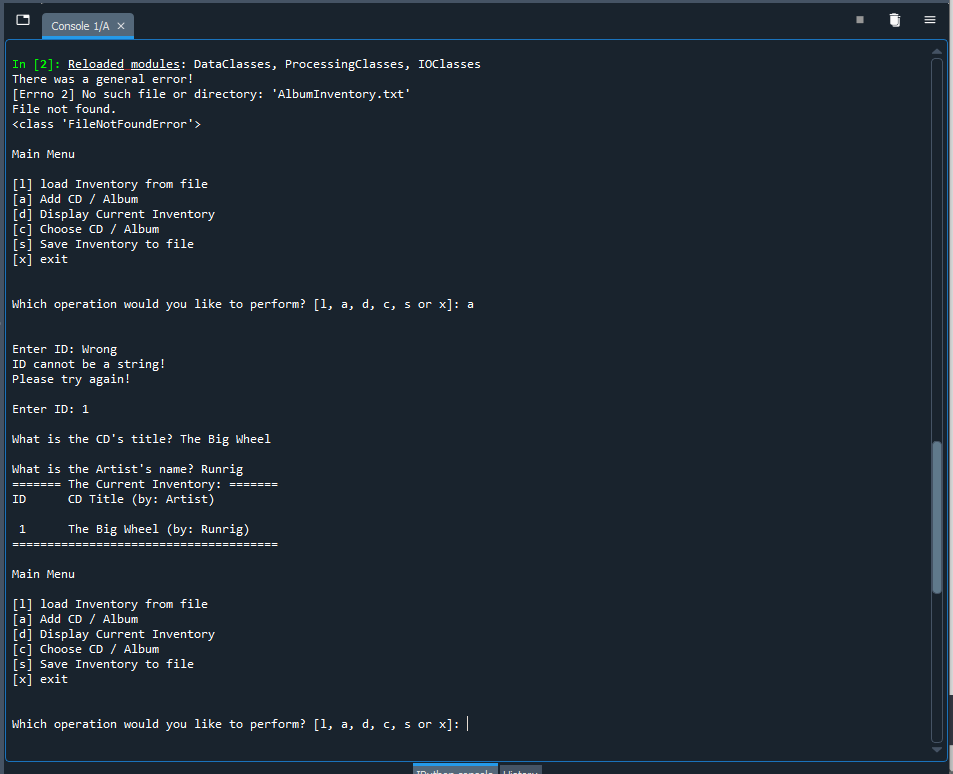 Console 1/A ×
In [2]: Reloaded modules: DataClasses, ProcessingClasses, IOClasses
There was a general error!
[Errno 2] No such file or directory: 'AlbumInventory.txt'
File not found.
<class 'FileNotFoundError'>
Main Menu
[l] load Inventory from file
[a] Add CD / Album
[d] Display Current Inventory
[c] Choose CD / Album
[s] Save Inventory to file
[x] exit
Which operation would you like to perform? [l, a, d, c, s or x]: a
Enter ID: Wrong
ID cannot be a string!
Please try again!
Enter ID: 1
What is the CD's title? The Big Wheel
What is the Artist's name? Runrig
======= The Current Inventory: =======
ID      CD Title (by: Artist)
 1      The Big Wheel (by: Runrig)
======================================
Main Menu
[l] load Inventory from file
[a] Add CD / Album
[d] Display Current Inventory
[c] Choose CD / Album
[s] Save Inventory to file
[x] exit
Which operation would you like to perform? [l, a, d, c, s or x]:
IPython console History